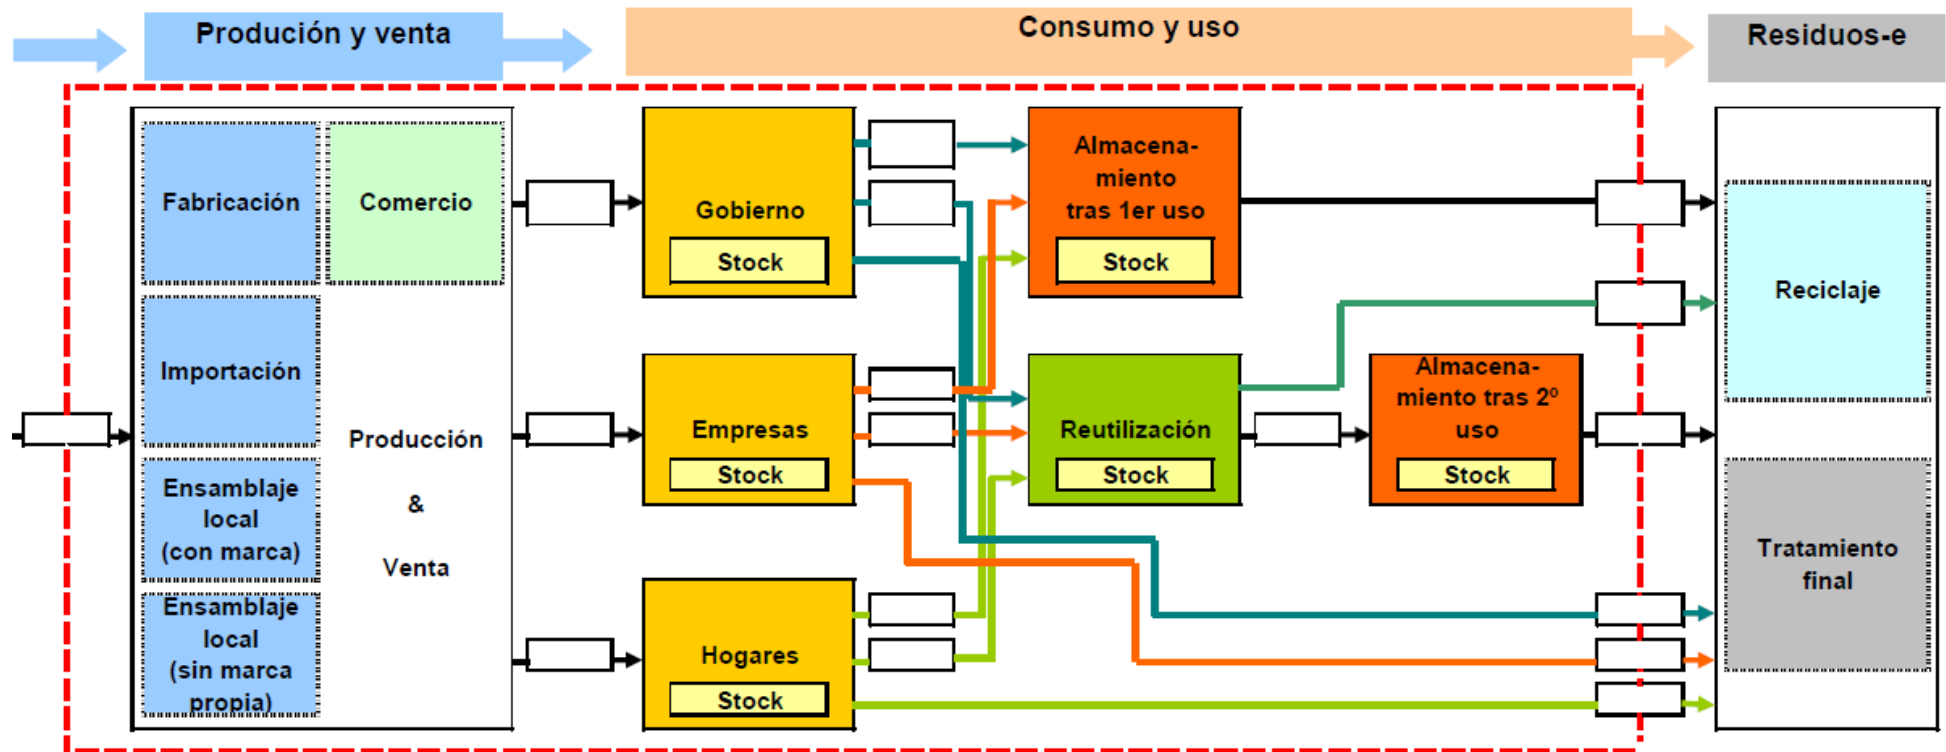 Produción y venta
Consumo y uso
Residuos-e
Fabricación
Comercio
Importación
Ensamblaje
local
(con marca)
Ensamblaje
local
(sin marca
propia)
Producción
&
Venta
Gobierno
Stock
Empresas
Stock
Hogares
Stock
Almacena-
miento
tras 1er uso
Stock
Reutilización
Stock
Almacena-
miento tras 2º
uso
Stock
Reciclaje
Tratamiento
final